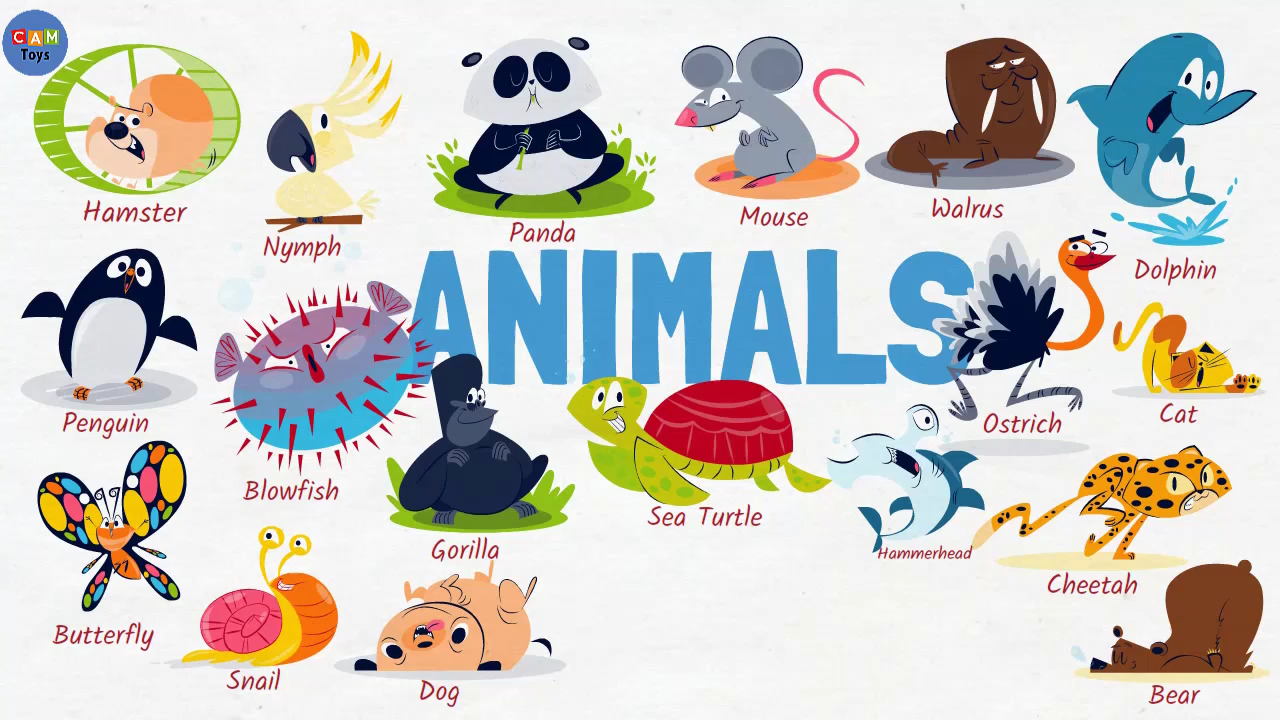 CAM
Toys
Hamster
Nymph
Panda
Mouse
Walrus
Dolphin
ANIMALS
Penguin
Blowfish
Gorilla
Sea Turtle
Hammerhead
Ostrich
Cat
Cheetah
Butterfly
Snail
Dog
Bear